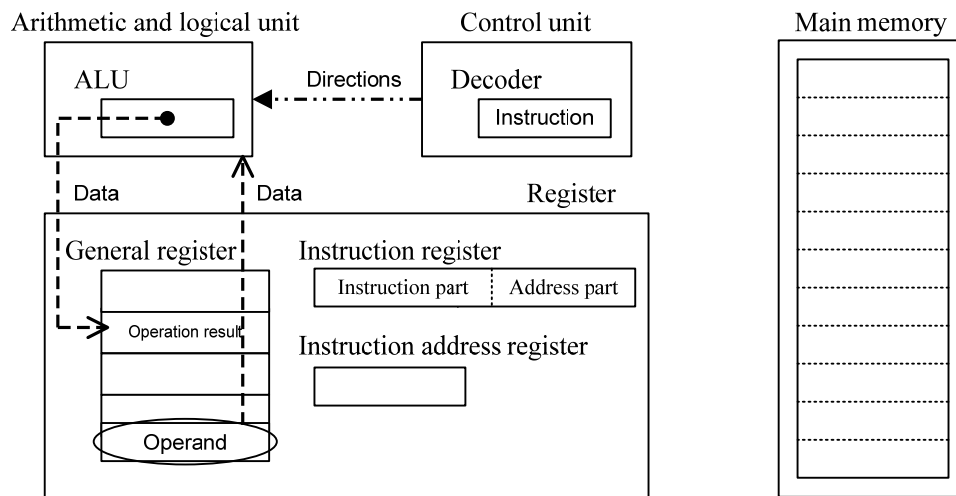 Arithmetic and logical unit
Control unit
Main memory
ALU
Directions
Decoder
Instruction
Data
Data
Register
General register
Instruction register
Instruction part
Address part
Operation result
Instruction address register
Operand